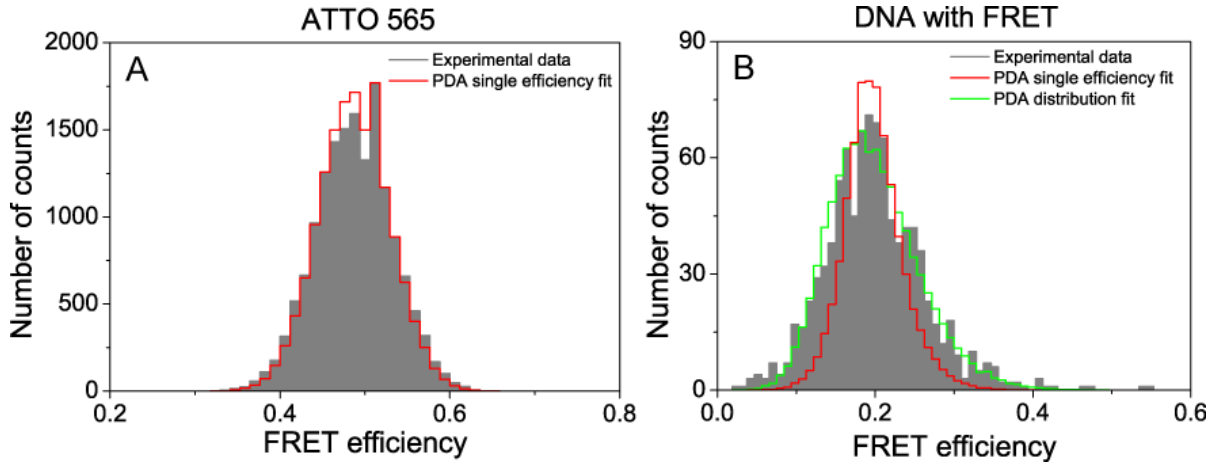 ATTO 565
A
Experimental data
PDA single efficiency fit
Number of counts
2000
1500
1000
500
0
0.2 0.4 0.6 0.8
FRET efficiency
DNA with FRET
B
Experimental data
PDA single efficiency fit
PDA distribution fit
Number of counts
90
60
30
0
0.0 0.2 0.4 0.6
FRET efficiency